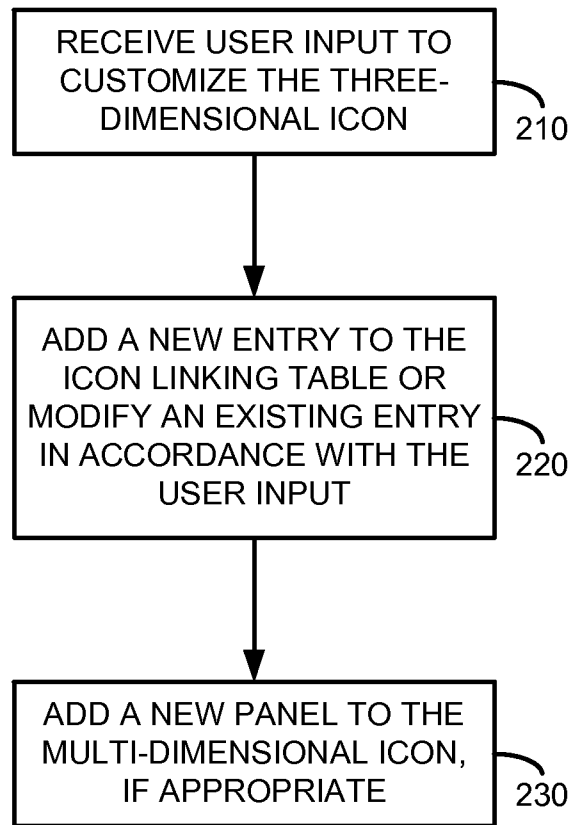 RECEIVE USER INPUT TO
CUSTOMIZE THE THREE-
DIMENSIONAL ICON
210
ADD A NEW ENTRY TO THE
ICON LINKING TABLE OR
MODIFY AN EXISTING ENTRY
IN ACCORDANCE WITH THE
USER INPUT
220
ADD A NEW PANEL TO THE
MULTI-DIMENSIONAL ICON,
IF APPROPRIATE
230